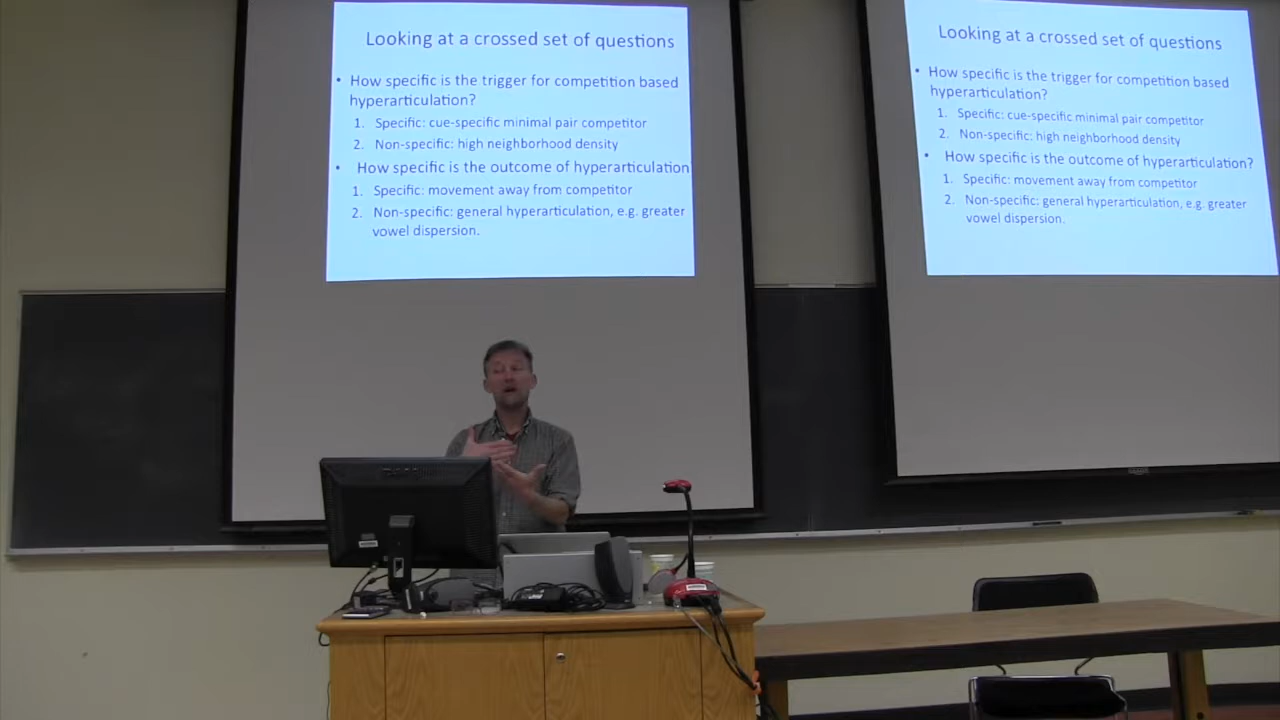 Looking at a crossed set of questions
• How specific is the trigger for competition based
hyperarticulation?
1. Specific: cue-specific minimal pair competitor
2. Non-specific: high neighborhood density
• How specific is the outcome of hyperarticulation
1. Specific: movement away from competitor
2. Non-specific: general hyperarticulation, e.g. greater
vowel dispersion.
Looking at a crossed set of questions
• How specific is the trigger for competition based
hyperarticulation?
1. Specific: cue-specific minimal pair competitor
2. Non-specific: high neighborhood density
• How specific is the outcome of hyperarticulation?
1. Specific: movement away from competitor
2. Non-specific: general hyperarticulation, e.g. greater
vowel dispersion.